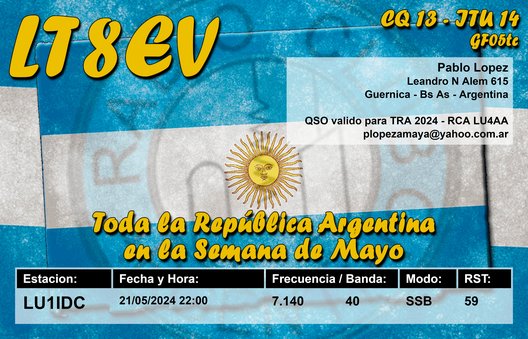 LT8EV
CQ 13 - ITU 14
GF05tc
Pablo Lopez
Leandro N Alem 615
Guernica - Bs As - Argentina
QSO valido para TRA 2024 - RCA LU4AA
plopezamaya@yahoo.com.ar
Toda la República Argentina
en la Semana de Mayo
Estacion: Fecha y Hora: Frecuencia / Banda: Modo: RST:
LU1IDC 21/05/2024 22:00 7.140 40 SSB 59